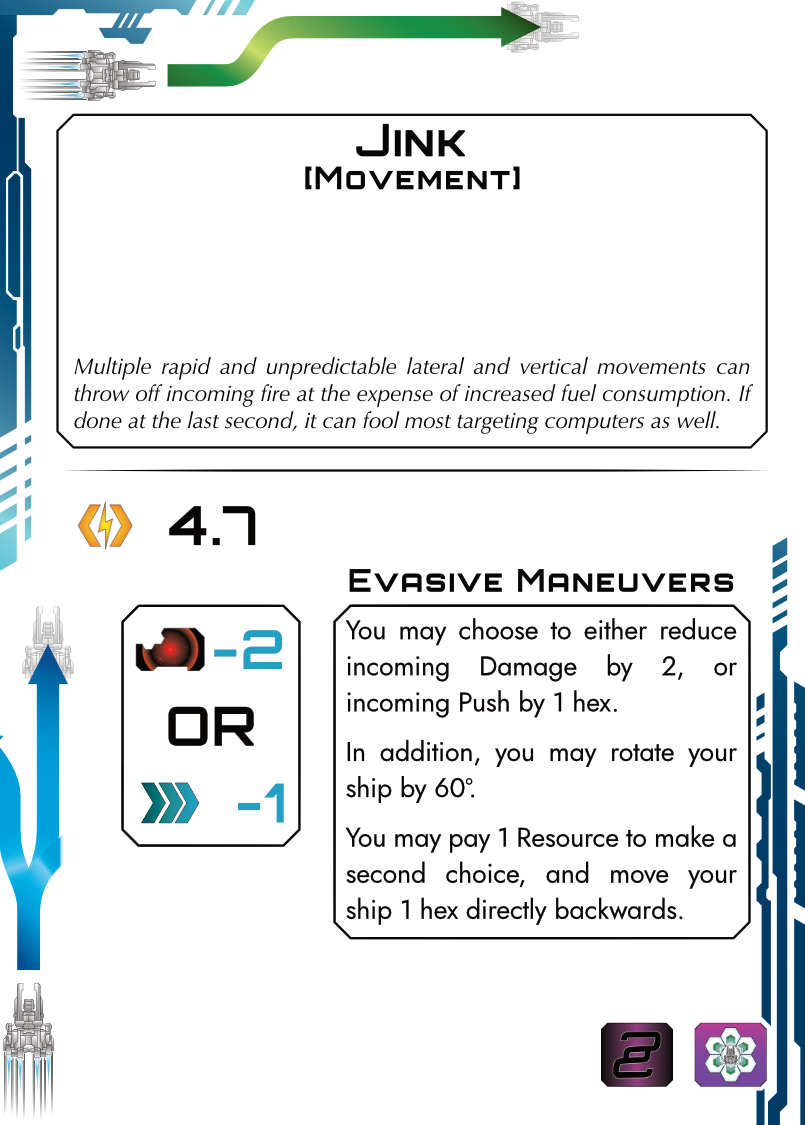 Jink
[Movement]
Multiple rapid and unpredictable lateral and vertical movements can
throw off incoming fire at the expense of increased fuel consumption. If
done at the last second, it can fool most targeting computers as well.
4.7
Evasive Maneuvers
You may choose to either reduce
incoming Damage by 2, or
incoming Push by 1 hex.
In addition, you may rotate your
ship by 60°.
You may pay 1 Resource to make a
second choice, and move your
ship 1 hex directly backwards.
-2
OR
-1
2